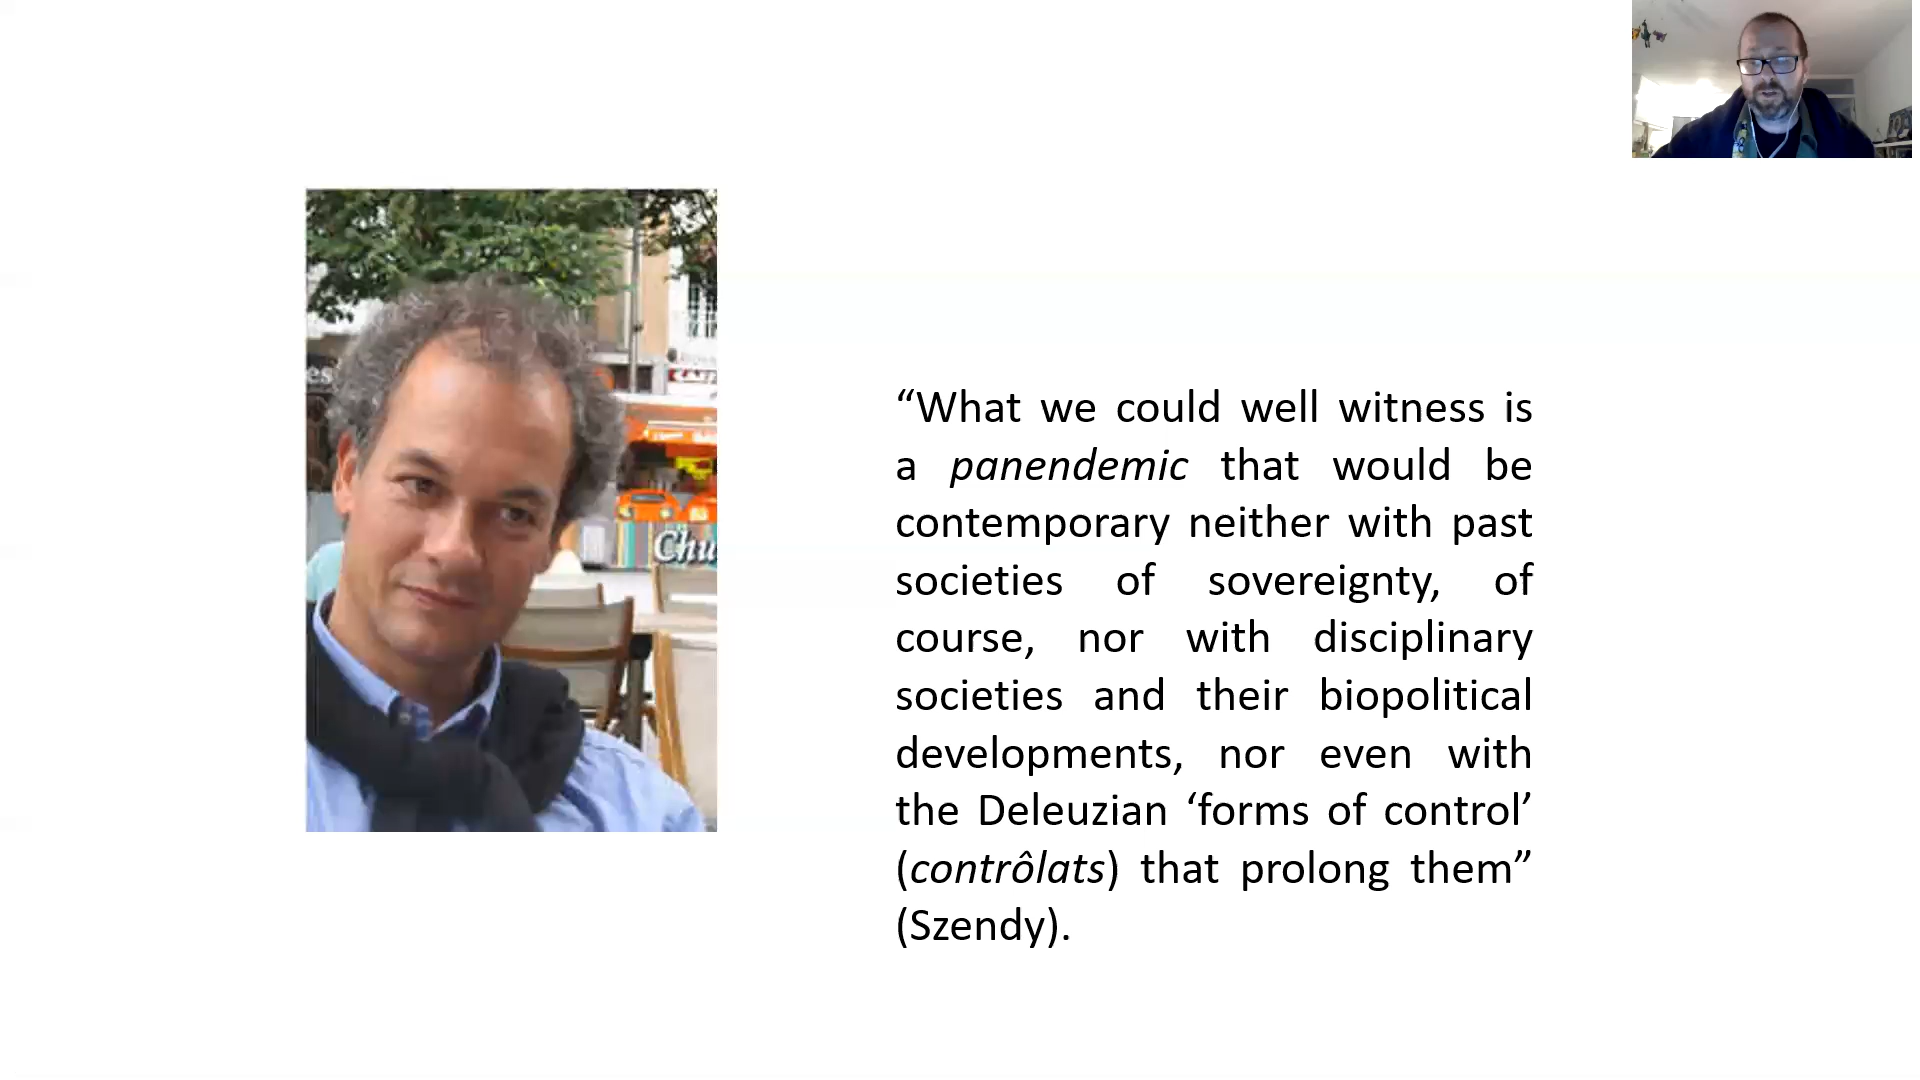 “What we could well witness is
a panendemic that would be
contemporary neither with past
societies of sovereignty, of
course, nor with disciplinary
societies and their biopolitical
developments, nor even with
the Deleuzian ‘forms of control’
(contrôlats) that prolong them”
(Szendy).
es
Chu